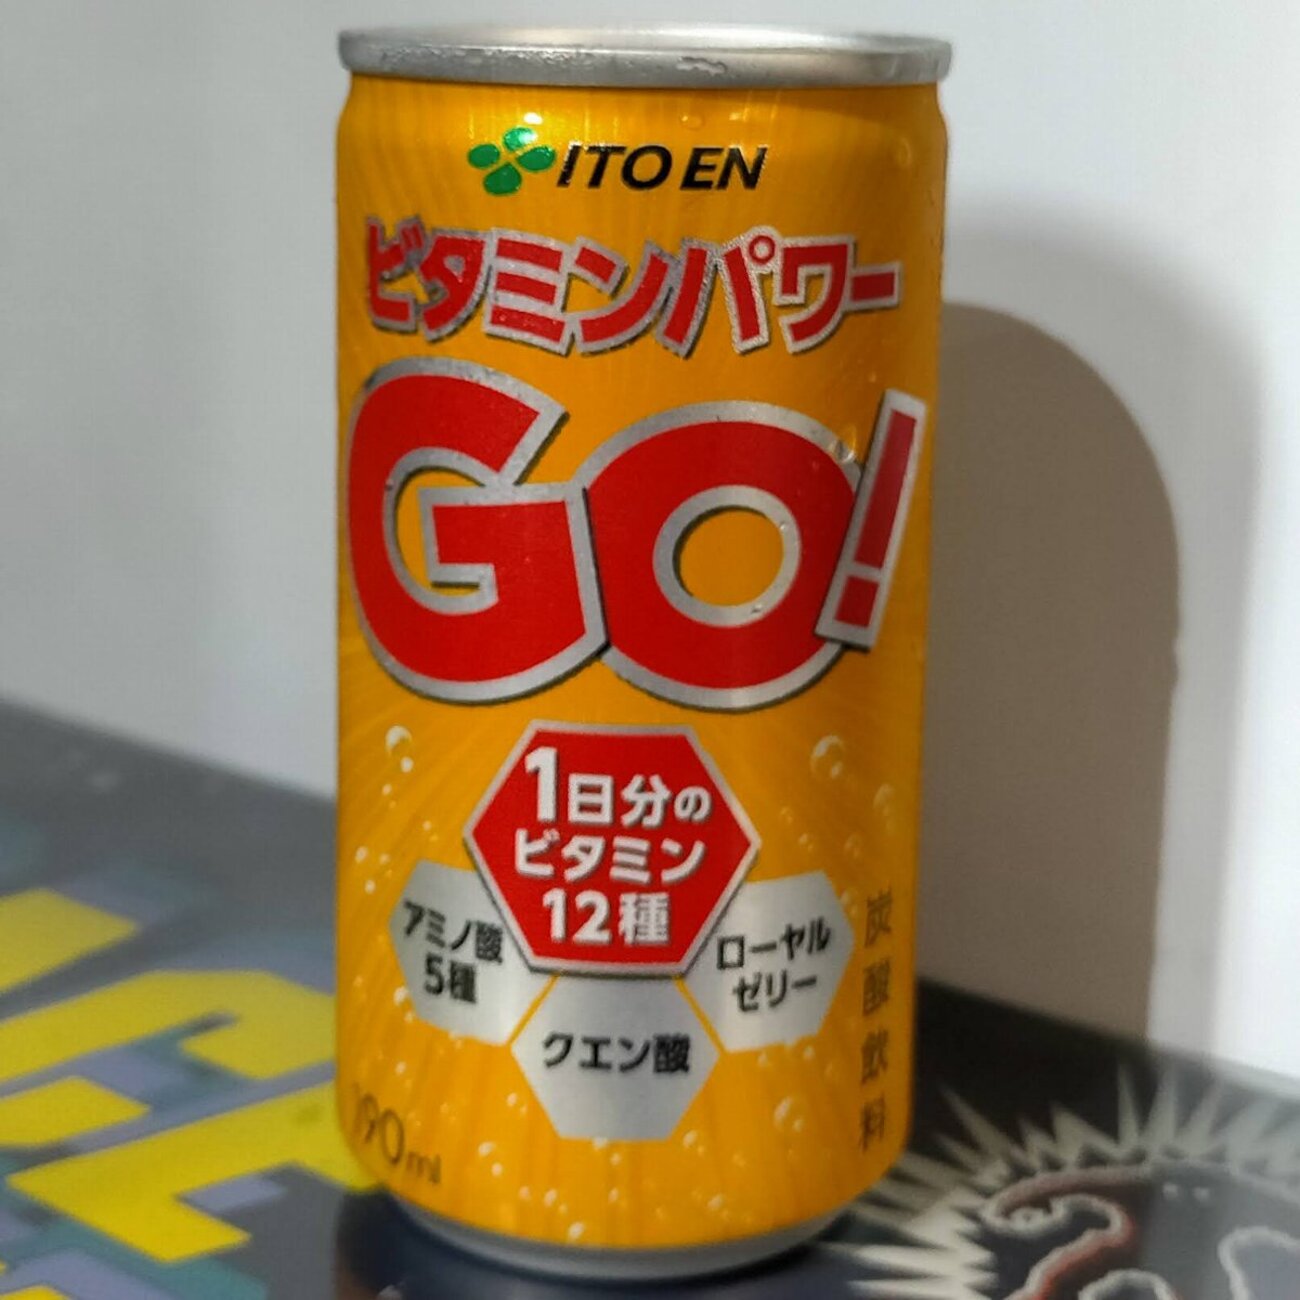 ITO EN
ビタミンパワー
GO!
1日分の
ビタミン
12種
アミノ酸
5種
ローヤル
ゼリー
クエン酸
炭酸飲料
190ml